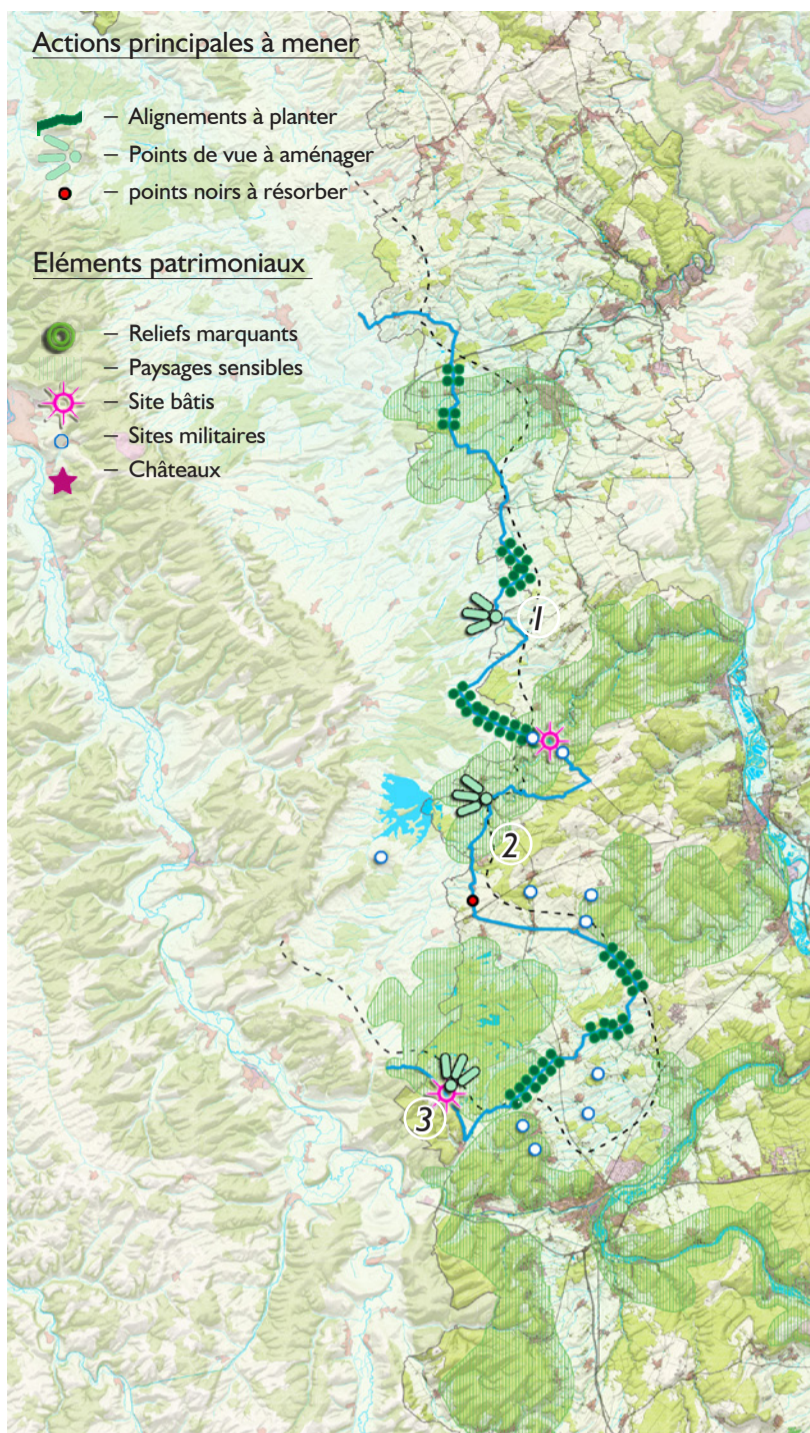 Actions principales à mener
– Alignements à planter
– Points de vue à aménager
– points noirs à résorber
Eléments patrimoniaux
– Reliefs marquants
– Paysages sensibles
– Site bâtis
– Sites militaires
– Châteaux
1
2
3